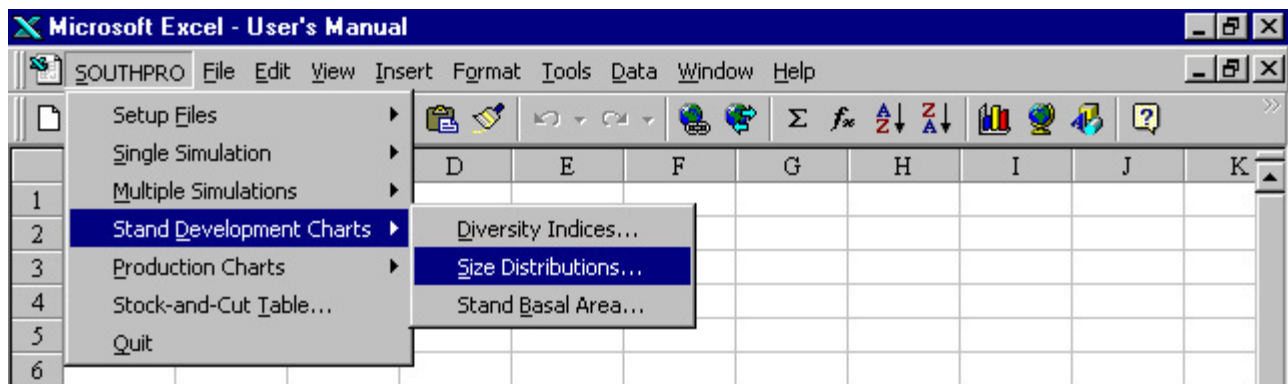 Microsoft Excel - User's Manual
SOUTHPRO File Edit View Insert Format Tools Data Window Help
Setup Files
Single Simulation
Multiple Simulations
Stand Development Charts
Production Charts
Stock-and-Cut Table...
Quit
Diversity Indices...
Size Distributions...
Stand Basal Area...
D E F G H I J K
1
2
3
4
5
6